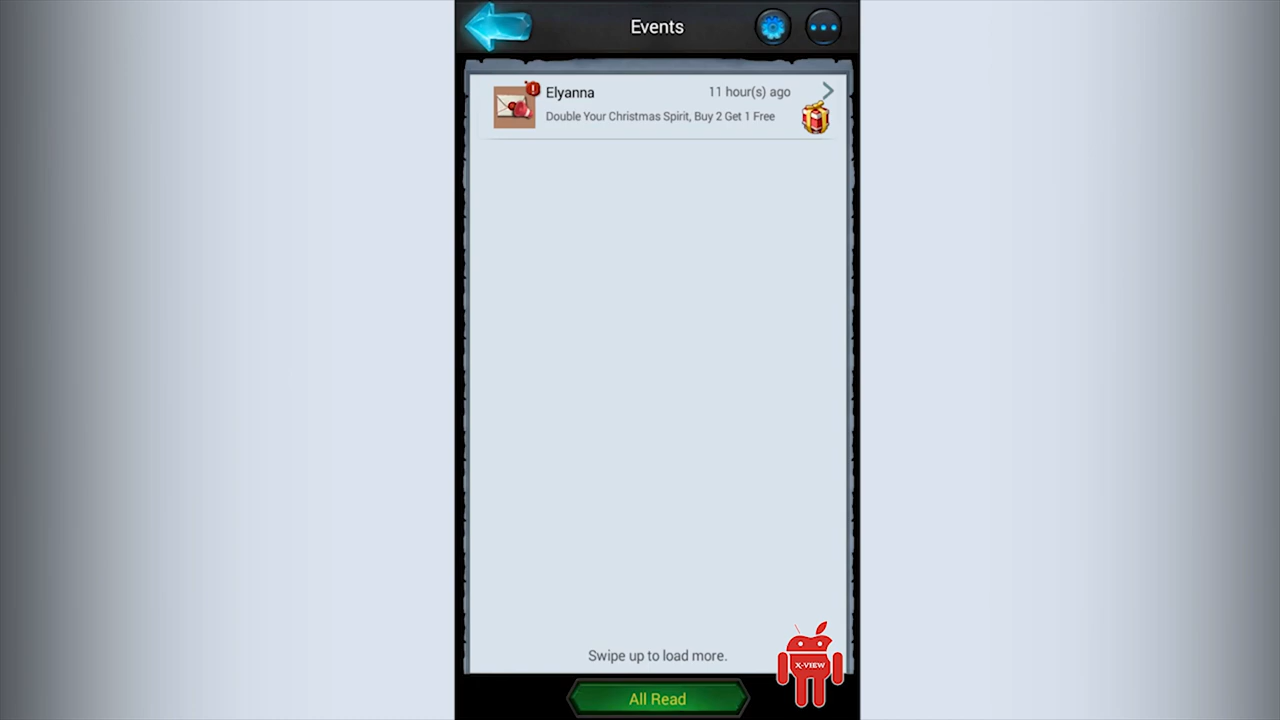 Events
Elyanna
11 hour(s) ago
Double Your Christmas Spirit, Buy 2 Get 1 Free
Swipe up to load more.
X-VIEW
All Read